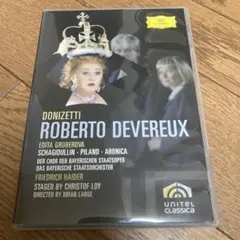 DONIZETTI
ROBERTO DEVEREUX
EDITA GRUBEROVA
SCHAGIDULLIN - PILAND - ARONICA
DER CHOR DER BAYERISCHEN STAATSOPER
DAS BAYERISCHE STAATSORCHESTER
FRIEDRICH HAIDER
STAGED BY CHRISTOF LOY
DIRECTED BY BRIAN LARGE
UNITEL
CLASSICA